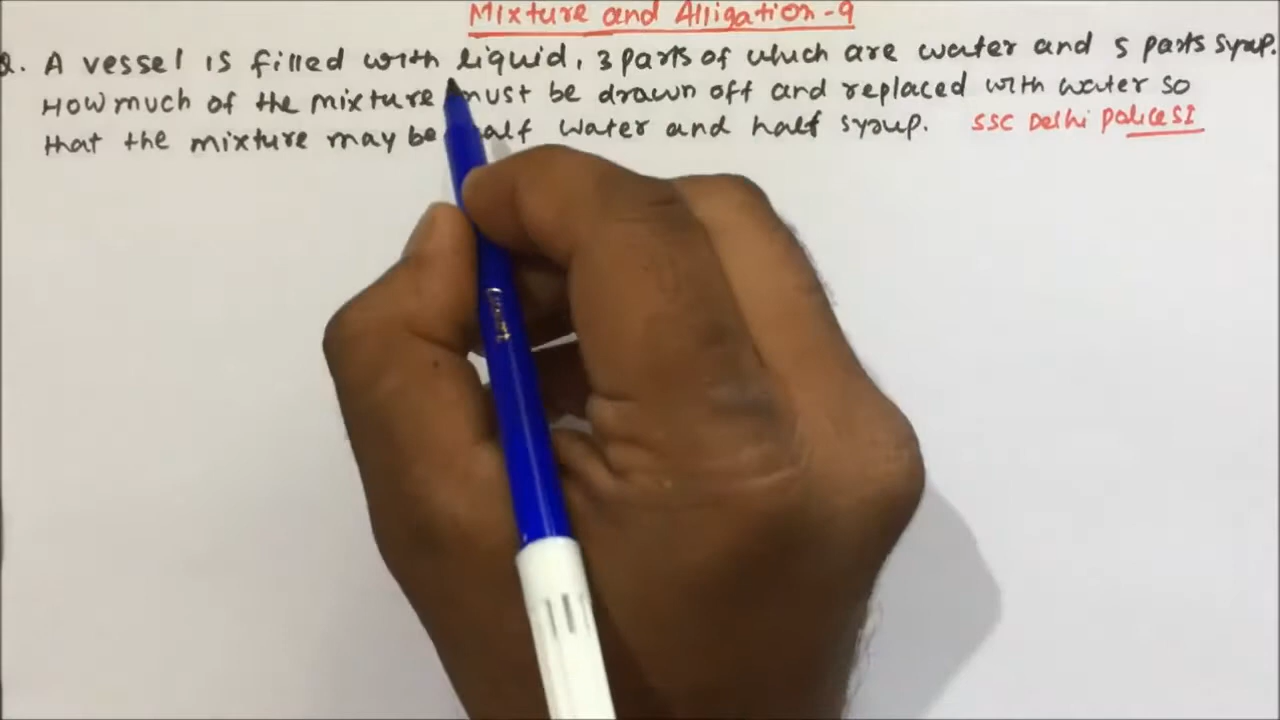 Mixture and Alligation-9
Q. A vessel is filled with liquid, 3 parts of which are water and 5 parts syrup.
How much of the mixture must be drawn off and replaced with water so
that the mixture may be half water and half syrup. SSC Delhi police SI